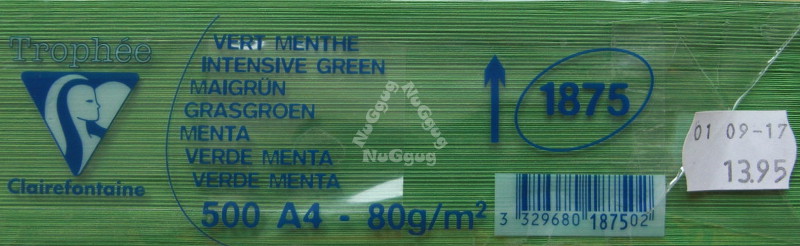 Trophée
Clairefontaine
VERT MENTHE
INTENSIVE GREEN
MAIGRÜN
GRASGROEN
MENTA
VERDE MENTA
VERDE MENTA
500 A4 - 80g/m²
1875
3 329680 187502
01 09-17
13.95
NuGgug
NuGgug
NuGgug